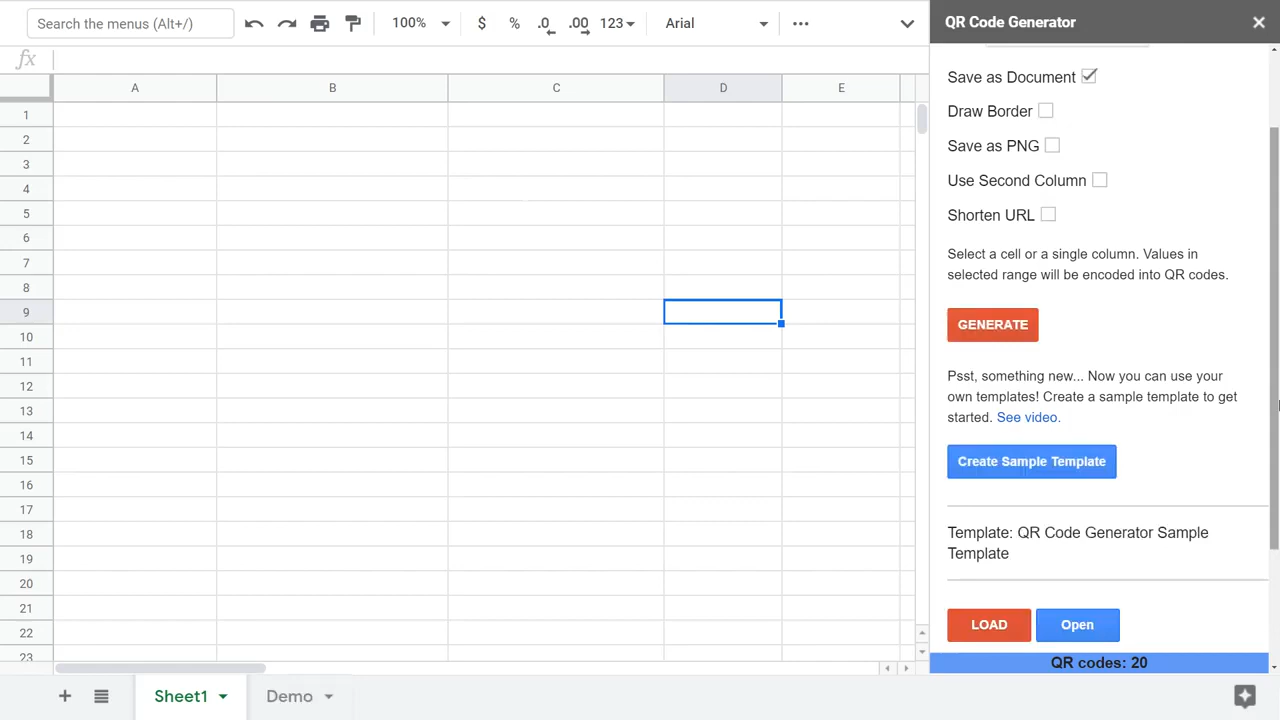 Search the menus (Alt+/) 100% $ % .0 .00 123 Arial
QR Code Generator
fx
A B C D E
1
2
3
4
5
6
7
8
9
10
11
12
13
14
15
16
17
18
19
20
21
22
23
Save as Document
Draw Border
Save as PNG
Use Second Column
Shorten URL
Select a cell or a single column. Values in
selected range will be encoded into QR codes.
GENERATE
Psst, something new... Now you can use your
own templates! Create a sample template to get
started. See video.
Create Sample Template
Template: QR Code Generator Sample
Template
LOAD Open
QR codes: 20
Sheet1 Demo